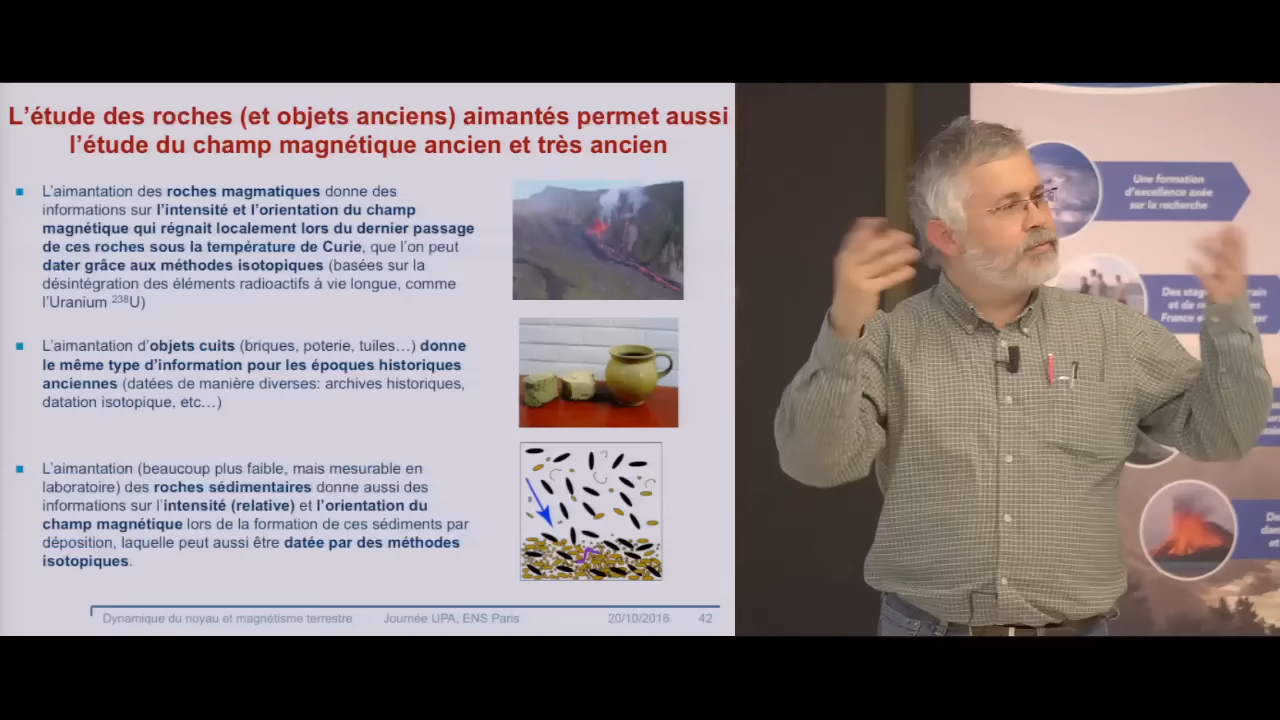 L'étude des roches (et objets anciens) aimantés permet aussi
l'étude du champ magnétique ancien et très ancien
L'aimantation des roches magmatiques donne des
informations sur l'intensité et l'orientation du champ
magnétique qui régnait localement lors du dernier passage
de ces roches sous la température de Curie, que l'on peut
dater grâce aux méthodes isotopiques (basées sur la
désintégration des éléments radioactifs à vie longue, comme
l'Uranium ²³⁸U)
L'aimantation d'objets cuits (briques, poterie, tuiles…) donne
le même type d'information pour les époques historiques
anciennes (datées de manière diverses: archives historiques,
datation isotopique, etc…)
L'aimantation (beaucoup plus faible, mais mesurable en
laboratoire) des roches sédimentaires donne aussi des
informations sur l'intensité (relative) et l'orientation du
champ magnétique lors de la formation de ces sédiments par
déposition, laquelle peut aussi être datée par des méthodes
isotopiques.
Dynamique du noyau et magnétisme terrestre Journée UPA, ENS Paris 20/10/2016 42
Une formation
d'excellence axée
sur la recherche
Des
et de
France e